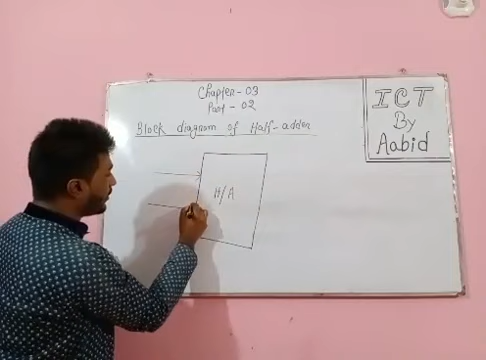 Chapter-03
Part-02
Block diagram of Half-adder
H/A
ICT
By
Aabid